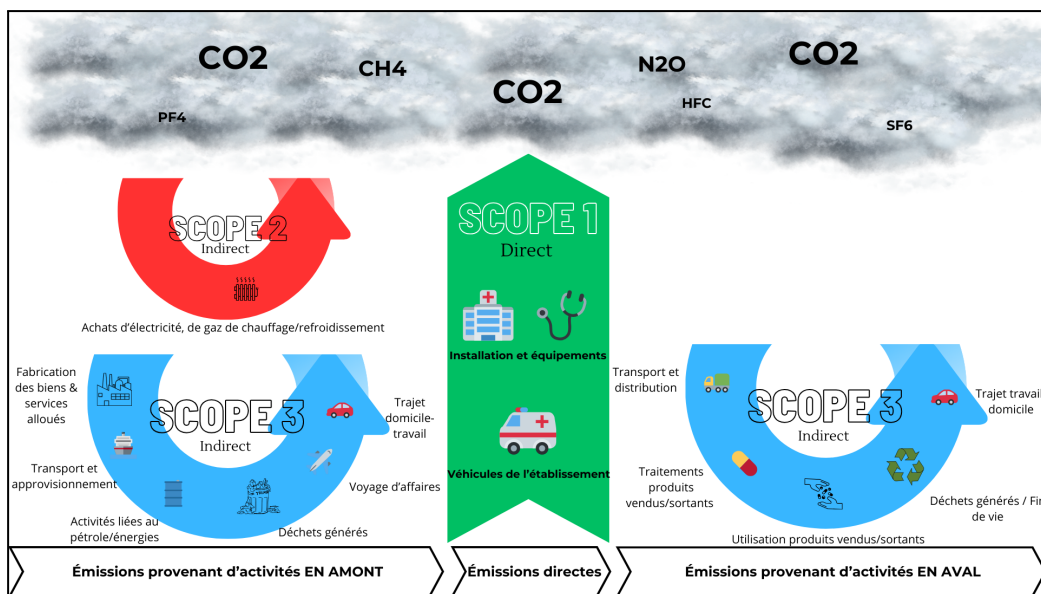 CO2
CH4
CO2
N2O
CO2
PF4
HFC
SF6
SCOPE 2
Indirect
Achats d'électricité, de gaz de chauffage/refroidissement
SCOPE 1
Direct
Installation et équipements
Véhicules de l'établissement
Fabrication
des biens &
services
alloués
SCOPE 3
Indirect
Trajet
domicile-
travail
Transport et
approvisionnement
Voyage d'affaires
Activités liées au
pétrole/énergies
Déchets générés
Transport et
distribution
SCOPE 3
Indirect
Trajet travail
domicile
Traitements
produits
vendus/sortants
Déchets générés / Fin
de vie
Utilisation produits vendus/sortants
Émissions provenant d'activités EN AMONT
Émissions directes
Émissions provenant d'activités EN AVAL